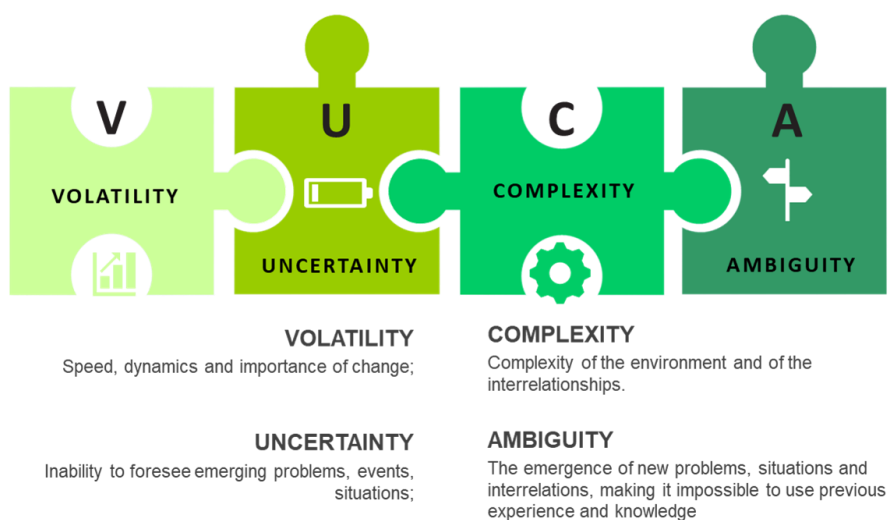 V
U
C
A
VOLATILITY
UNCERTAINTY
COMPLEXITY
AMBIGUITY
VOLATILITY
Speed, dynamics and importance of change;
UNCERTAINTY
Inability to foresee emerging problems, events,
situations;
COMPLEXITY
Complexity of the environment and of the
interrelationships.
AMBIGUITY
The emergence of new problems, situations and
interrelations, making it impossible to use previous
experience and knowledge